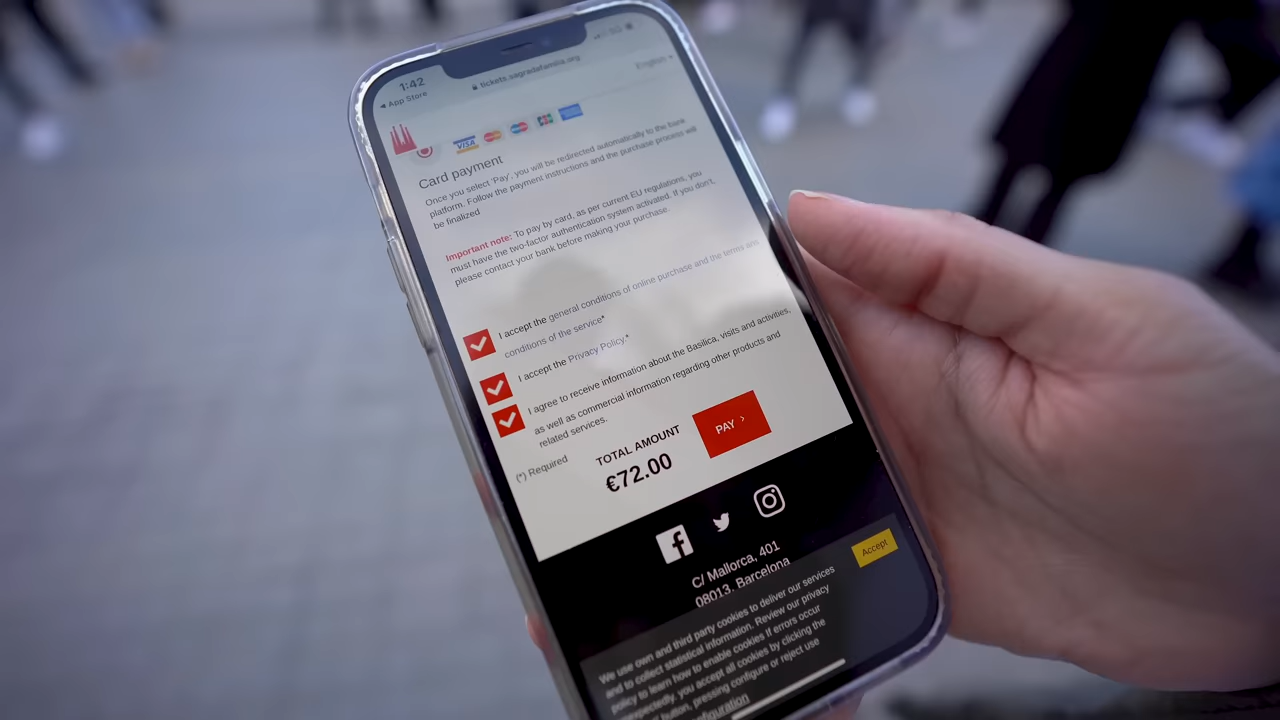 1:42
App Store
tickets.sagradafamilia.org
English
VISA
Card payment
Once you select 'Pay', you will be redirected automatically to the bank
platform. Follow the payment instructions and the purchase process will
be finalized
Important note: To pay by card, as per current EU regulations, you
must have the two-factor authentication system activated. If you don't,
please contact your bank before making your purchase.
I accept the general conditions of online purchase and the terms and
conditions of the service*
I accept the Privacy Policy.*
I agree to receive information about the Basilica, visits and activities,
as well as commercial information regarding other products and
related services.
(*) Required
TOTAL AMOUNT
€72.00
PAY ›
C/ Mallorca, 401
08013. Barcelona
We use own and third party cookies to deliver our services
and to collect statistical information. Review our privacy
policy to learn how to enable cookies if errors occur
unexpectedly. you accept all cookies by clicking the
button, pressing configure or reject use
Accept